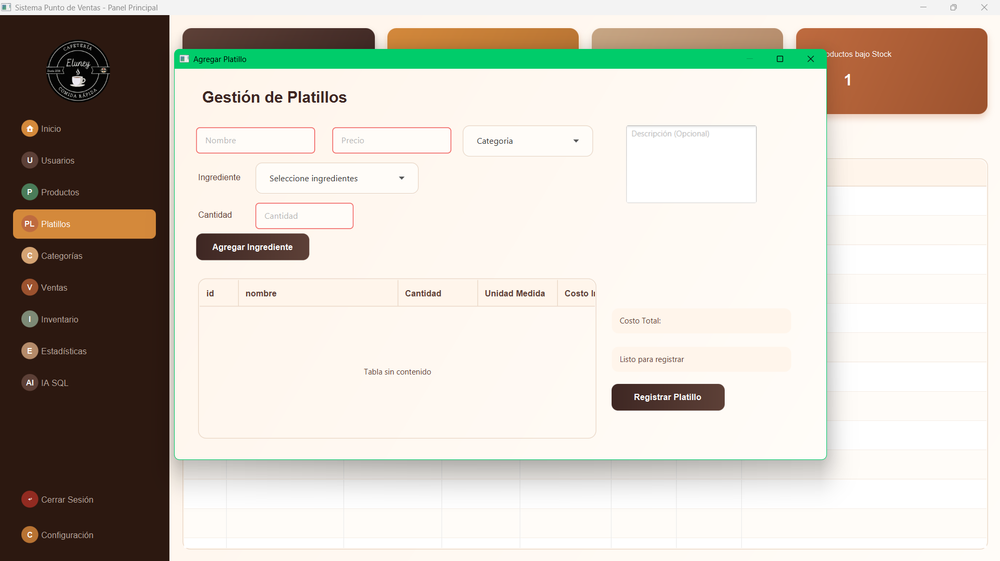 Sistema Punto de Ventas - Panel Principal
CAFETERÍA
Eluney
Desde 2018
COMIDA RÁPIDA
Inicio
U Usuarios
P Productos
PL Platillos
C Categorías
V Ventas
I Inventario
E Estadísticas
AI IA SQL
Cerrar Sesión
C Configuración
oductos bajo Stock
1
Agregar Platillo
Gestión de Platillos
Nombre
Precio
Categoria
Descripción (Opcional)
Ingrediente
Seleccione ingredientes
Cantidad
Cantidad
Agregar Ingrediente
id nombre Cantidad Unidad Medida Costo I
Tabla sin contenido
Costo Total:
Listo para registrar
Registrar Platillo